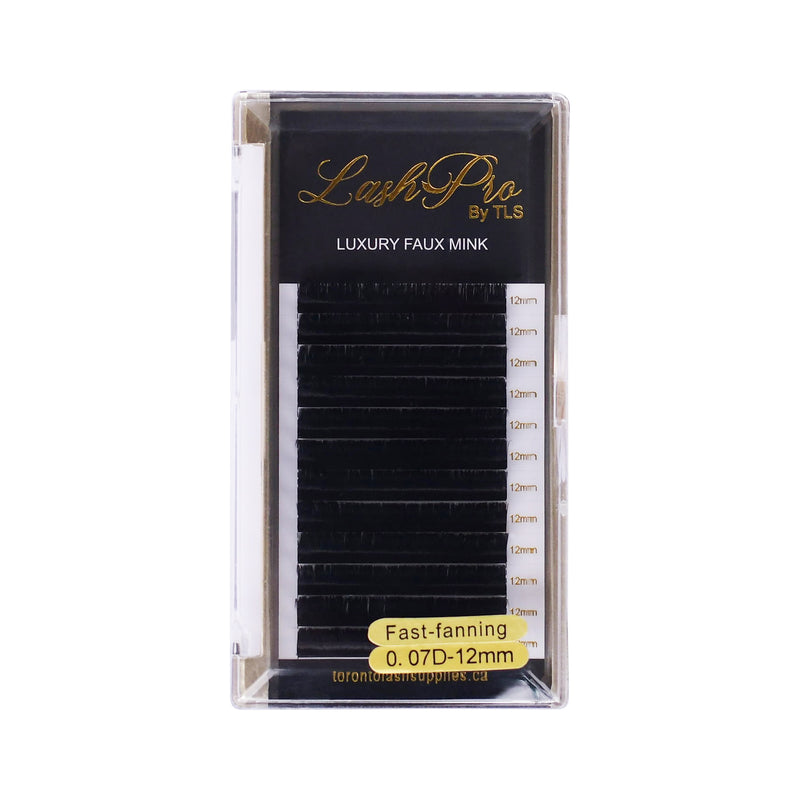 LashPro
By TLS
LUXURY FAUX MINK
12mm
12mm
12mm
12mm
12mm
12mm
12mm
12mm
12mm
12mm
12mm
Fast-fanning
0.07D-12mm
torontolashsupplies.ca